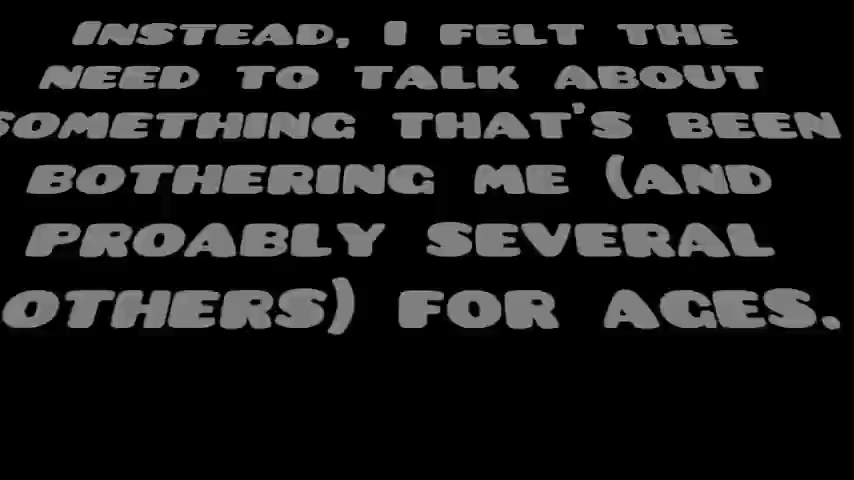 Instead, I felt the
need to talk about
something that's been
bothering me (and
proably several
others) for ages.